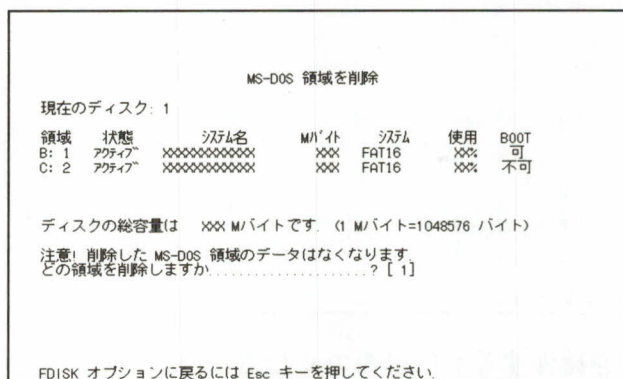 MS-DOS 領域を削除
現在のディスク: 1
領域 状態 ｼｽﾃﾑ名 Mﾊﾞｲﾄ ｼｽﾃﾑ 使用 BOOT
B: 1 ｱｸﾃｨﾌﾞ XXXXXXXXXXXX XXX FAT16 XX% 可
C: 2 ｱｸﾃｨﾌﾞ XXXXXXXXXXXX XXX FAT16 XX% 不可
ディスクの総容量は XXX Mバイトです. (1 Mバイト=1048576 バイト)
注意! 削除した MS-DOS 領域のデータはなくなります.
どの領域を削除しますか.....................? [ 1]
FDISK オプションに戻るには Esc キーを押してください.